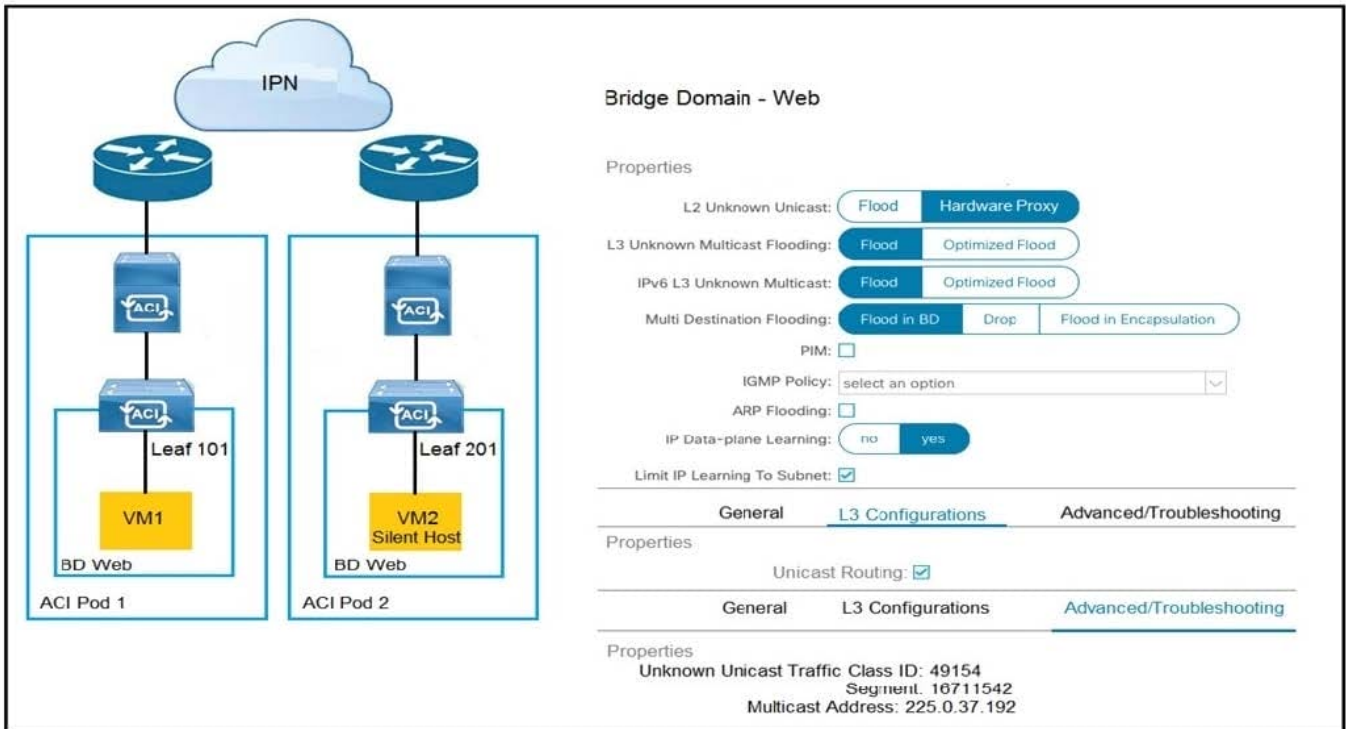 IPN
ACI
ACI
ACI
ACI
Leaf 101
Leaf 201
VM1
VM2
Silent Host
BD Web
BD Web
ACI Pod 1
ACI Pod 2
Bridge Domain - Web
Properties
L2 Unknown Unicast: Flood Hardware Proxy
L3 Unknown Multicast Flooding: Flood Optimized Flood
IPv6 L3 Unknown Multicast: Flood Optimized Flood
Multi Destination Flooding: Flood in BD Drop Flood in Encapsulation
PIM:
IGMP Policy: select an option
ARP Flooding:
IP Data-plane Learning: no yes
Limit IP Learning To Subnet:
General L3 Configurations Advanced/Troubleshooting
Properties
Unicast Routing:
General L3 Configurations Advanced/Troubleshooting
Properties
Unknown Unicast Traffic Class ID: 49154
Segment: 16711542
Multicast Address: 225.0.37.192